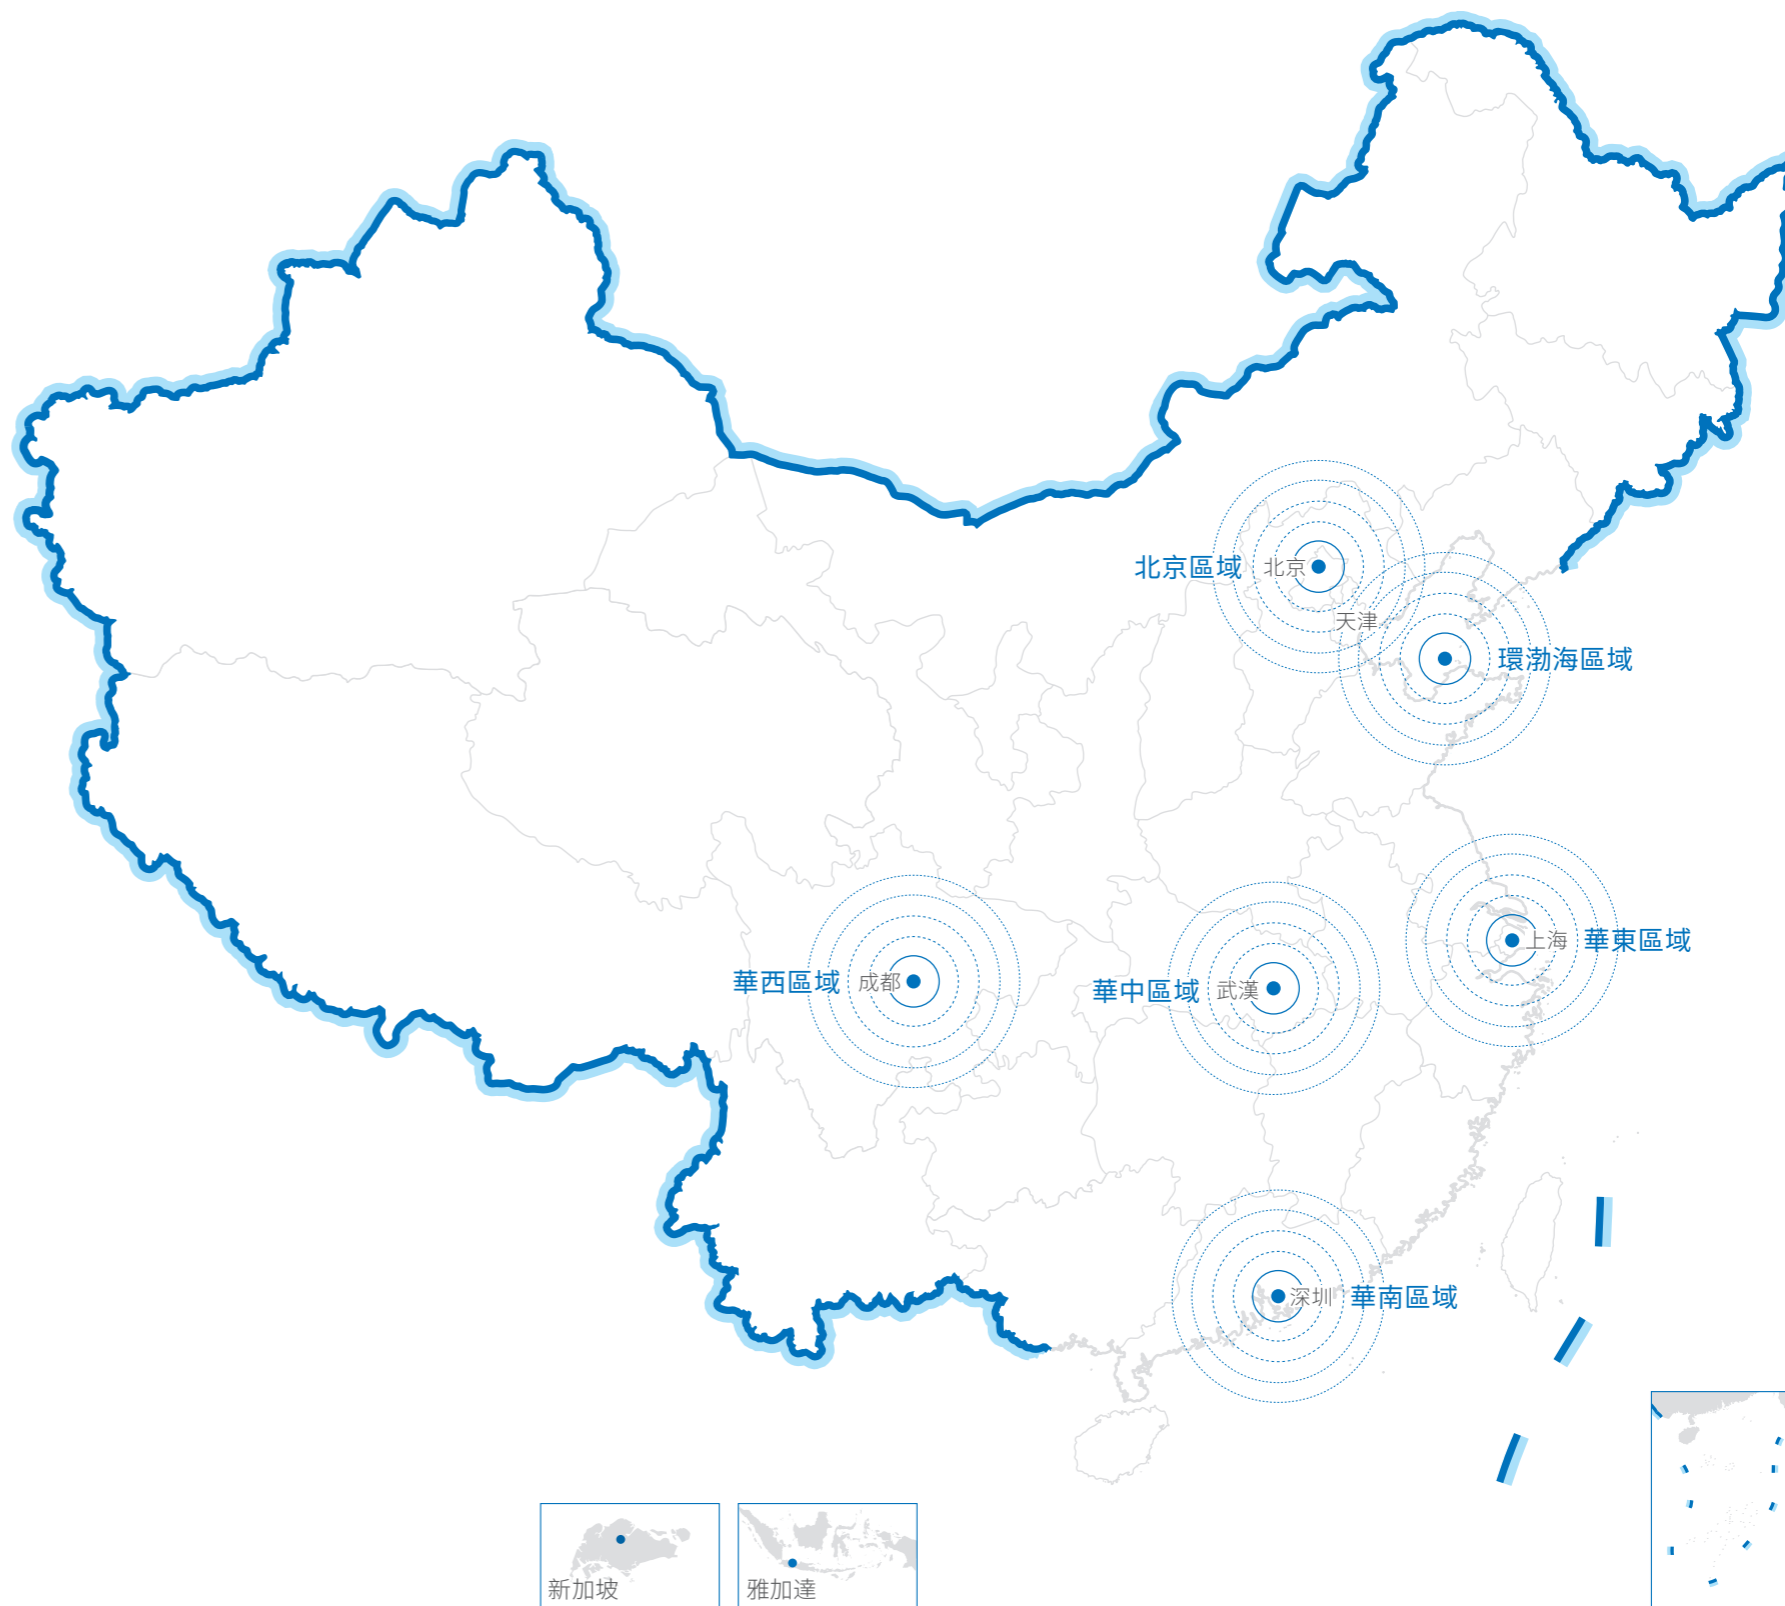 北京區域 北京
天津
環渤海區域
上海 華東區域
華西區域 成都
華中區域 武漢
深圳 華南區域
新加坡
雅加達